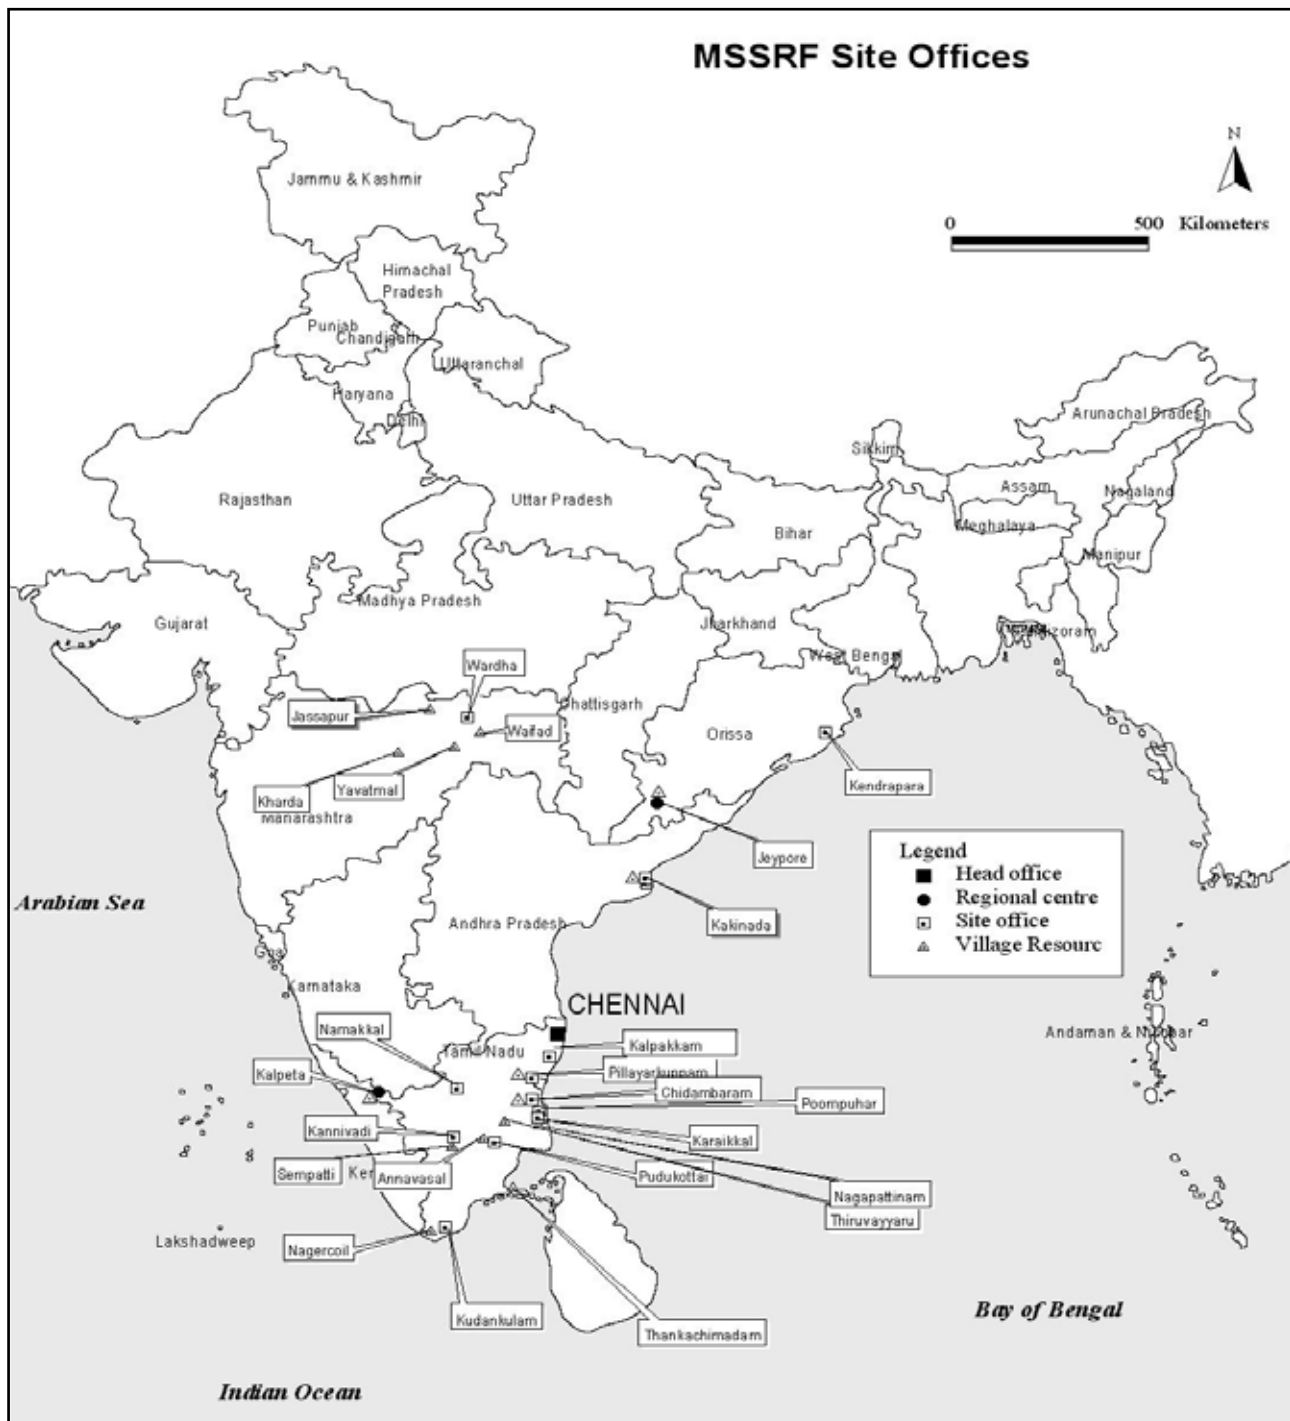 MSSRF Site Offices
N
0 500 Kilometers
Jammu & Kashmir
Himachal
Pradesh
Punjab
Chandigarh
Uttaranchal
Haryana
Delhi
Arunachal Pradesh
Sikkim
Rajasthan
Uttar Pradesh
Assam
Nagaland
Bihar
Meghalaya
Manipur
Madhya Pradesh
Gujarat
Jharkhand
Mizoram
West Bengal
Wardha
Chattisgarh
Jassapur
Waifad
Orissa
Kendrapara
Yavatmal
Kharda
Maharashtra
Jeypore
Legend
Head office
Regional centre
Site office
Village Resourc
Arabian Sea
Andhra Pradesh
Kakinada
Goa
Karnataka
CHENNAI
Namakkal
Tamil Nadu
Kalpakkam
Andaman & Nicobar
Kalpeta
Pillayarkuppam
Chidambaram
Poompuhar
Kannivadi
Karaikkal
Sempatti
Ker
Annavasal
Pudukottai
Nagapattinam
Thiruvayyaru
Lakshadweep
Nagercoil
Kudankulam
Thankachimadam
Bay of Bengal
Indian Ocean